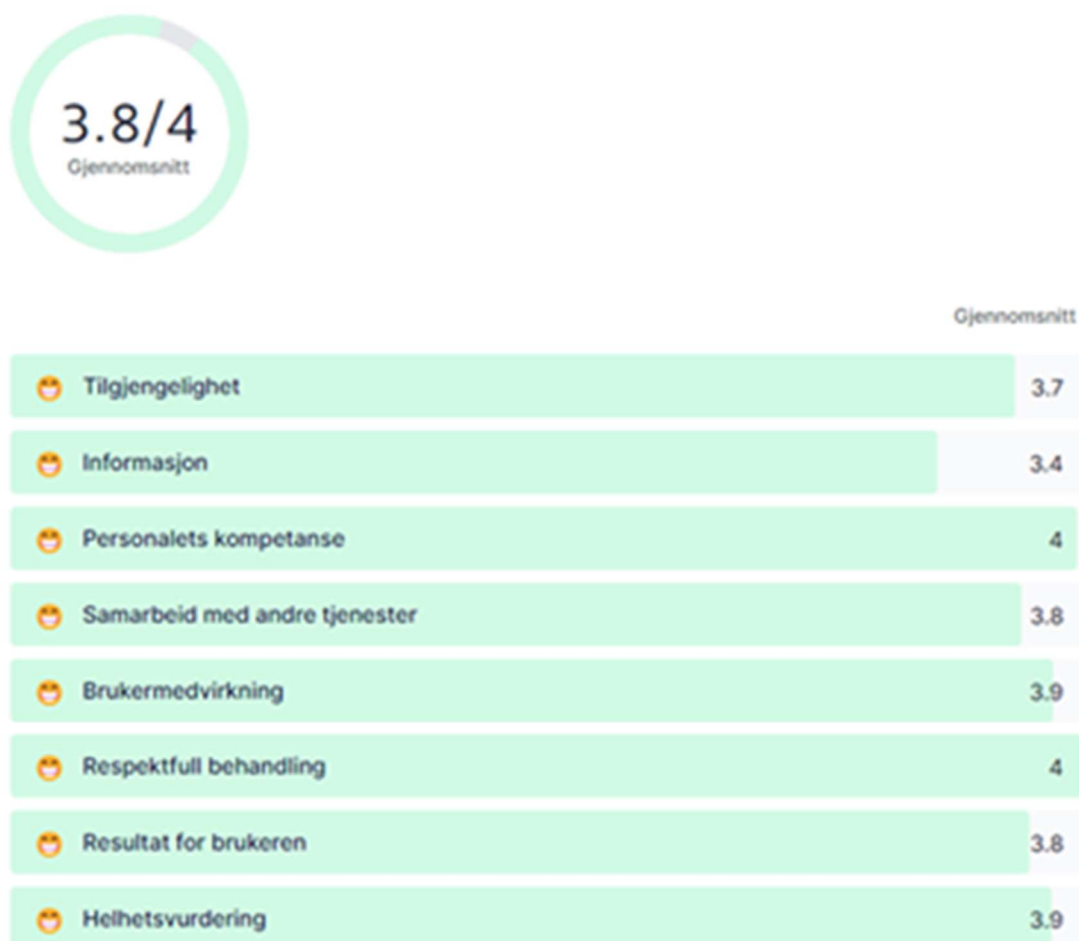 3.8/4
Gjennomsnitt
Gjennomsnitt
Tilgjengelighet 3.7
Informasjon 3.4
Personalets kompetanse 4
Samarbeid med andre tjenester 3.8
Brukermedvirkning 3.9
Respektfull behandling 4
Resultat for brukeren 3.8
Helhetsvurdering 3.9